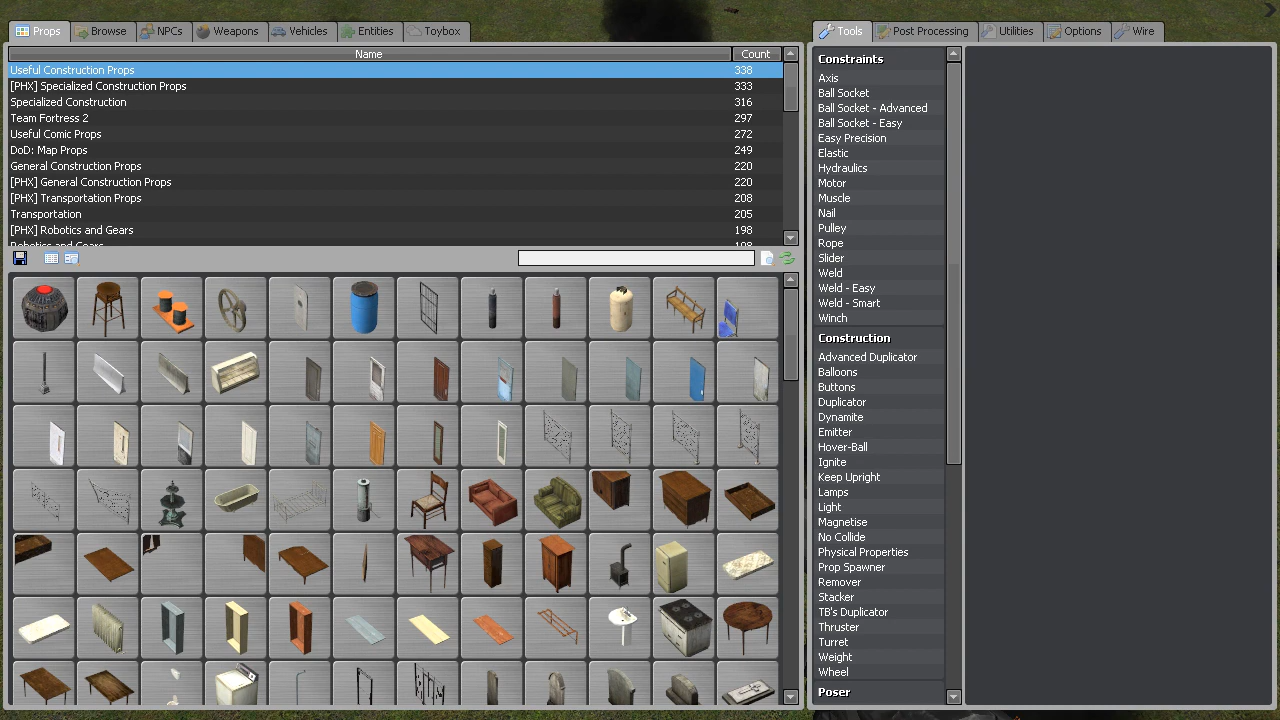 Props Browse NPCs Weapons Vehicles Entities Toybox
Name Count
Useful Construction Props 338
[PHX] Specialized Construction Props 333
Specialized Construction 316
Team Fortress 2 297
Useful Comic Props 272
DoD: Map Props 249
General Construction Props 220
[PHX] General Construction Props 220
[PHX] Transportation Props 208
Transportation 205
[PHX] Robotics and Gears 198
Robotics and Gears 198
Tools Post Processing Utilities Options Wire
Constraints
Axis
Ball Socket
Ball Socket - Advanced
Ball Socket - Easy
Easy Precision
Elastic
Hydraulics
Motor
Muscle
Nail
Pulley
Rope
Slider
Weld
Weld - Easy
Weld - Smart
Winch
Construction
Advanced Duplicator
Balloons
Buttons
Duplicator
Dynamite
Emitter
Hover-Ball
Ignite
Keep Upright
Lamps
Light
Magnetise
No Collide
Physical Properties
Prop Spawner
Remover
Stacker
TB's Duplicator
Thruster
Turret
Weight
Wheel
Poser